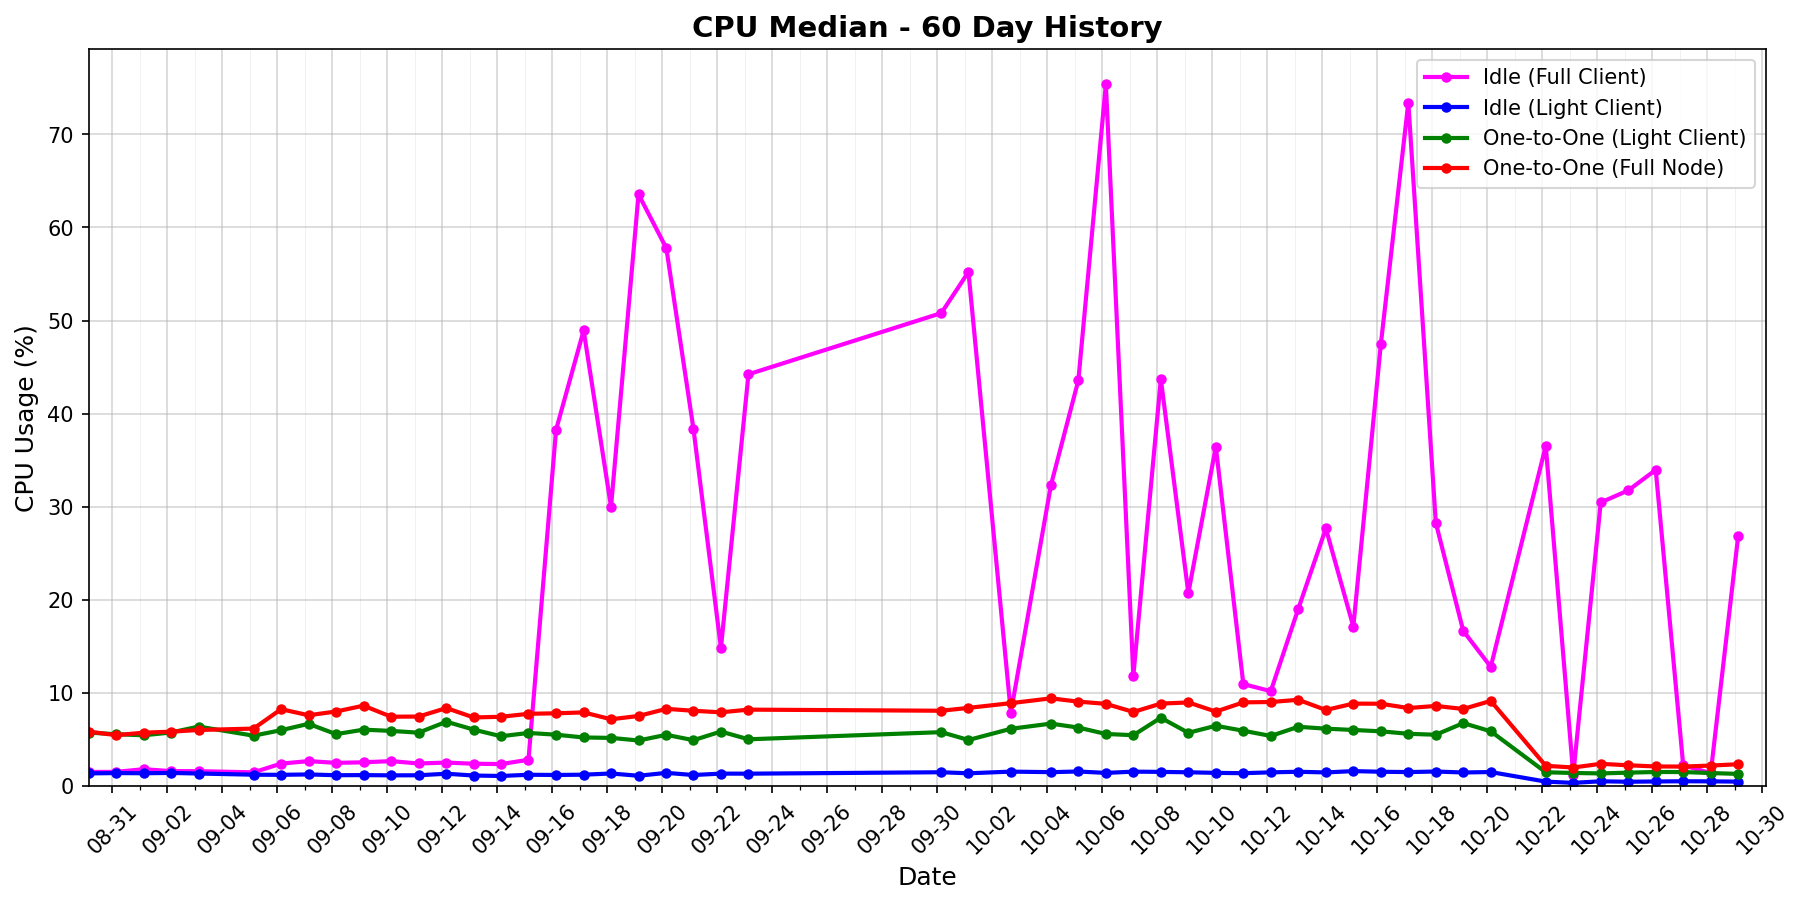 CPU Median - 60 Day History
Idle (Full Client)
Idle (Light Client)
One-to-One (Light Client)
One-to-One (Full Node)
CPU Usage (%)
70
60
50
40
30
20
10
0
08-31 09-02 09-04 09-06 09-08 09-10 09-12 09-14 09-16 09-18 09-20 09-22 09-24 09-26 09-28 09-30 10-02 10-04 10-06 10-08 10-10 10-12 10-14 10-16 10-18 10-20 10-22 10-24 10-26 10-28 10-30
Date